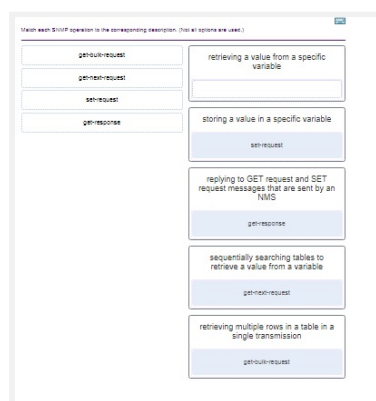 Match each SNMP operation to the corresponding description. (Not all options are used.)
get-bulk-request
get-next-request
set-request
get-response
retrieving a value from a specific
variable
storing a value in a specific variable
set-request
replying to GET request and SET
request messages that are sent by an
NMS
get-response
sequentially searching tables to
retrieve a value from a variable
get-next-request
retrieving multiple rows in a table in a
single transmission
get-bulk-request